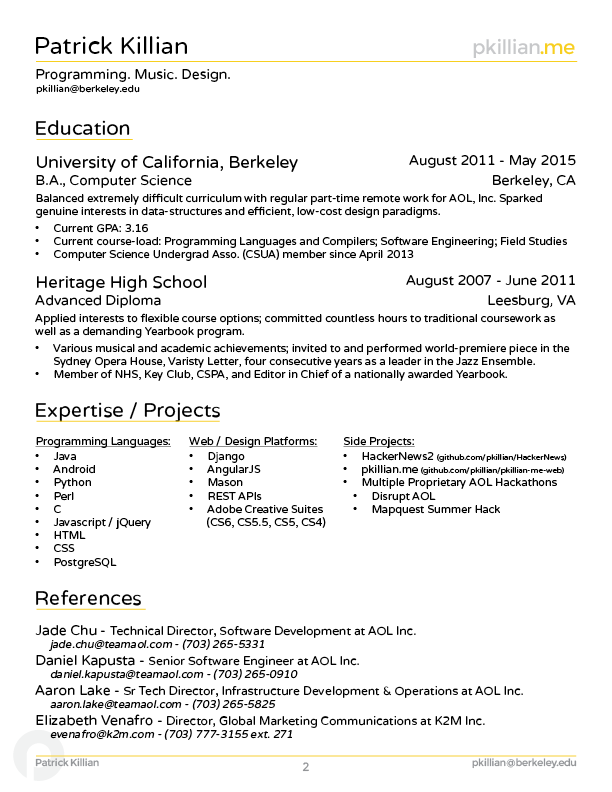 Patrick Killian pkillian.me
Programming. Music. Design.
pkillian@berkeley.edu
Education
University of California, Berkeley August 2011 - May 2015
B.A., Computer Science Berkeley, CA
Balanced extremely difficult curriculum with regular part-time remote work for AOL, Inc. Sparked
genuine interests in data-structures and efficient, low-cost design paradigms.
• Current GPA: 3.16
• Current course-load: Programming Languages and Compilers; Software Engineering; Field Studies
• Computer Science Undergrad Asso. (CSUA) member since April 2013
Heritage High School August 2007 - June 2011
Advanced Diploma Leesburg, VA
Applied interests to flexible course options; committed countless hours to traditional coursework as
well as a demanding Yearbook program.
• Various musical and academic achievements; invited to and performed world-premiere piece in the
Sydney Opera House, Varisty Letter, four consecutive years as a leader in the Jazz Ensemble.
• Member of NHS, Key Club, CSPA, and Editor in Chief of a nationally awarded Yearbook.
Expertise / Projects
Programming Languages:
• Java
• Android
• Python
• Perl
• C
• Javascript / jQuery
• HTML
• CSS
• PostgreSQL
Web / Design Platforms:
• Django
• AngularJS
• Mason
• REST APIs
• Adobe Creative Suites
(CS6, CS5.5, CS5, CS4)
Side Projects:
• HackerNews2 (github.com/pkillian/HackerNews)
• pkillian.me (github.com/pkillian/pkillian-me-web)
• Multiple Proprietary AOL Hackathons
• Disrupt AOL
• Mapquest Summer Hack
References
Jade Chu - Technical Director, Software Development at AOL Inc.
jade.chu@teamaol.com - (703) 265-5331
Daniel Kapusta - Senior Software Engineer at AOL Inc.
daniel.kapusta@teamaol.com - (703) 265-0910
Aaron Lake - Sr Tech Director, Infrastructure Development & Operations at AOL Inc.
aaron.lake@teamaol.com - (703) 265-5825
Elizabeth Venafro - Director, Global Marketing Communications at K2M Inc.
evenafro@k2m.com - (703) 777-3155 ext. 271
Patrick Killian 2 pkillian@berkeley.edu